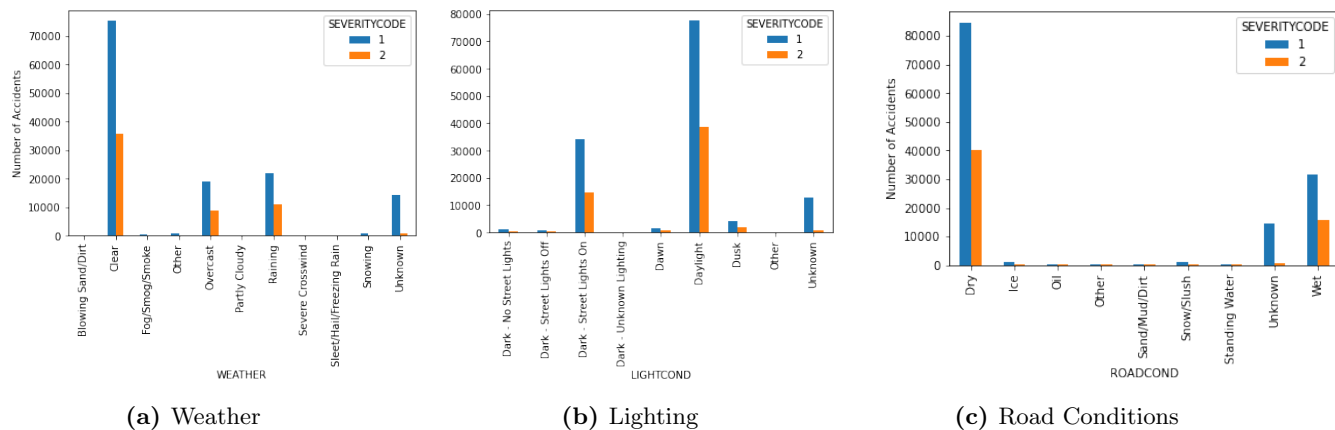 SEVERITYCODE
1
2
Number of Accidents
70000
60000
50000
40000
30000
20000
10000
0
Blowing Sand/Dirt
Clear
Fog/Smog/Smoke
Other
Overcast
Partly Cloudy
Raining
Severe Crosswind
Sleet/Hail/Freezing Rain
Snowing
Unknown
WEATHER
(a) Weather
SEVERITYCODE
1
2
80000
70000
60000
50000
40000
30000
20000
10000
0
Dark - No Street Lights
Dark - Street Lights Off
Dark - Street Lights On
Dark - Unknown Lighting
Dawn
Daylight
Dusk
Other
Unknown
LIGHTCOND
(b) Lighting
SEVERITYCODE
1
2
Number of Accidents
80000
70000
60000
50000
40000
30000
20000
10000
0
Dry
Ice
Oil
Other
Sand/Mud/Dirt
Snow/Slush
Standing Water
Unknown
Wet
ROADCOND
(c) Road Conditions